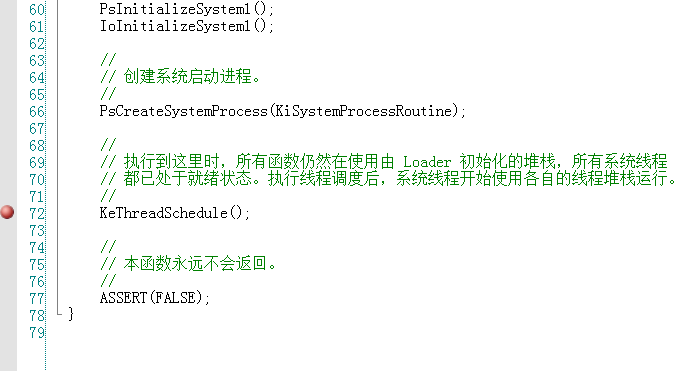 60 PsInitializeSystem1();
61 IoInitializeSystem1();
62
63 //
64 // 创建系统启动进程。
65 //
66 PsCreateSystemProcess(KiSystemProcessRoutine);
67
68 //
69 // 执行到这里时，所有函数仍然在使用由 Loader 初始化的堆栈，所有系统线程
70 // 都已处于就绪状态。执行线程调度后，系统线程开始使用各自的线程堆栈运行。
71 //
72 KeThreadSchedule();
73
74 //
75 // 本函数永远不会返回。
76 //
77 ASSERT(FALSE);
78 }
79